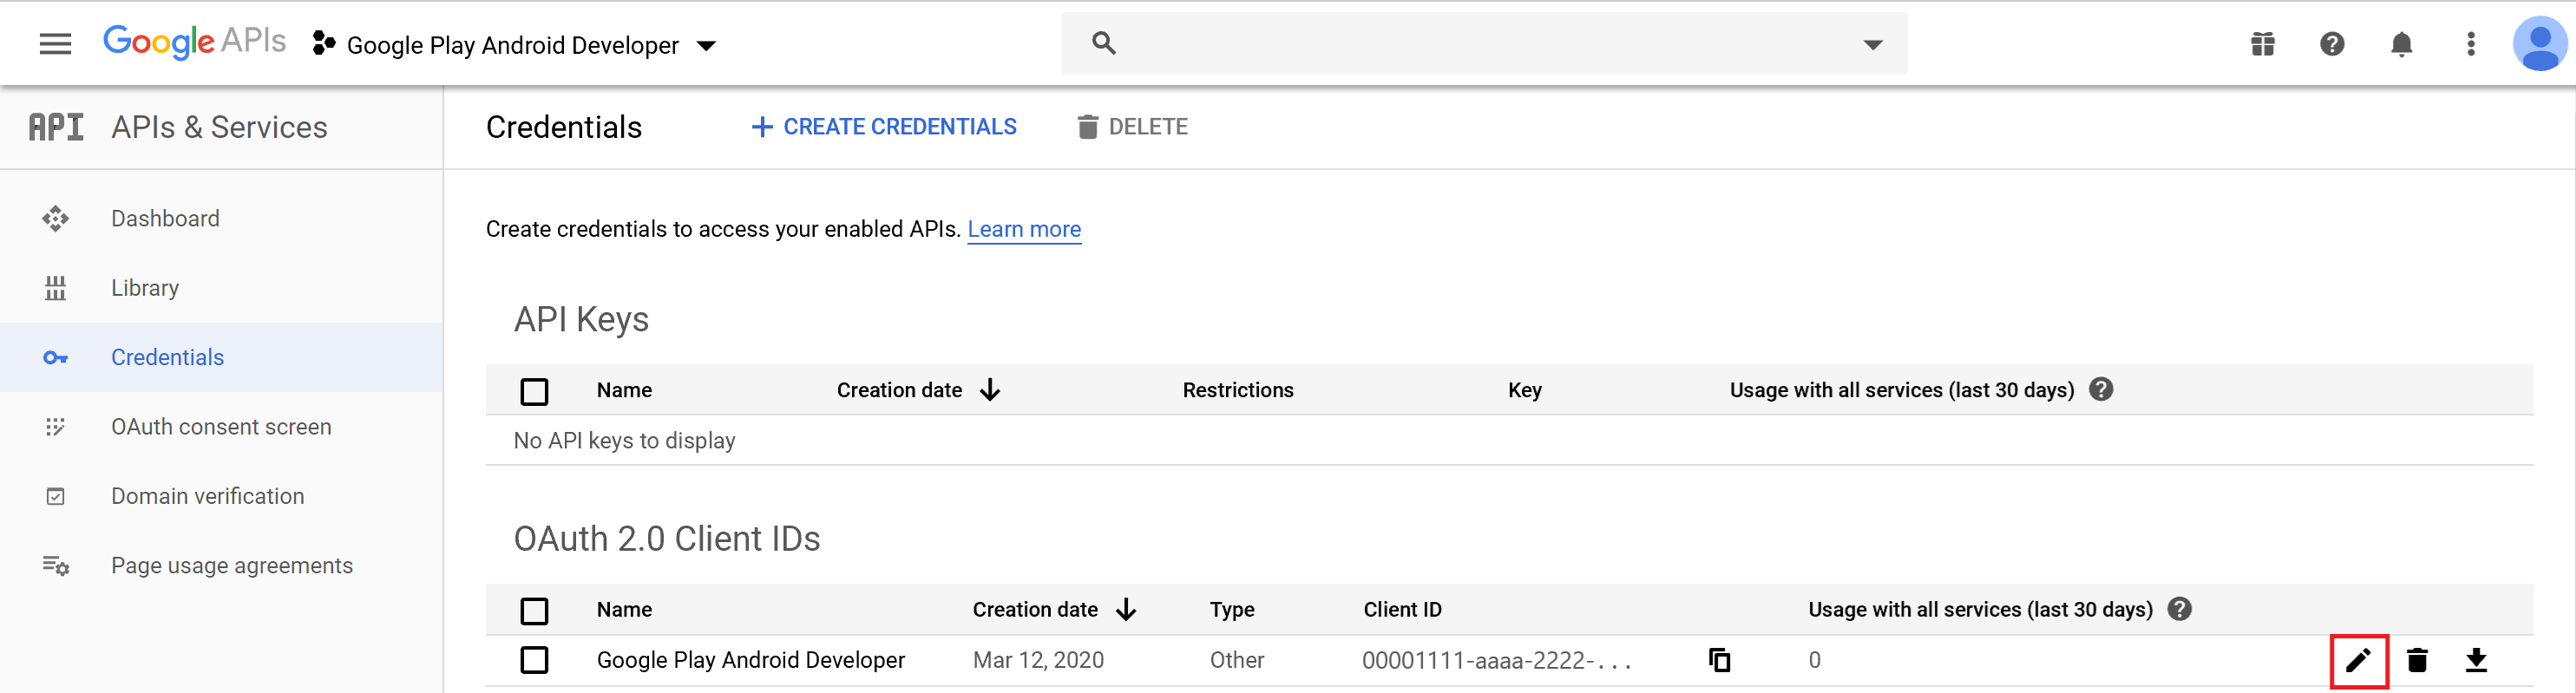 Google APIs Google Play Android Developer
API APIs & Services
Credentials + CREATE CREDENTIALS DELETE
Dashboard
Library
Credentials
OAuth consent screen
Domain verification
Page usage agreements
Create credentials to access your enabled APIs. Learn more
API Keys
Name Creation date Restrictions Key Usage with all services (last 30 days)
No API keys to display
OAuth 2.0 Client IDs
Name Creation date Type Client ID Usage with all services (last 30 days)
Google Play Android Developer Mar 12, 2020 Other 00001111-aaaa-2222-... 0